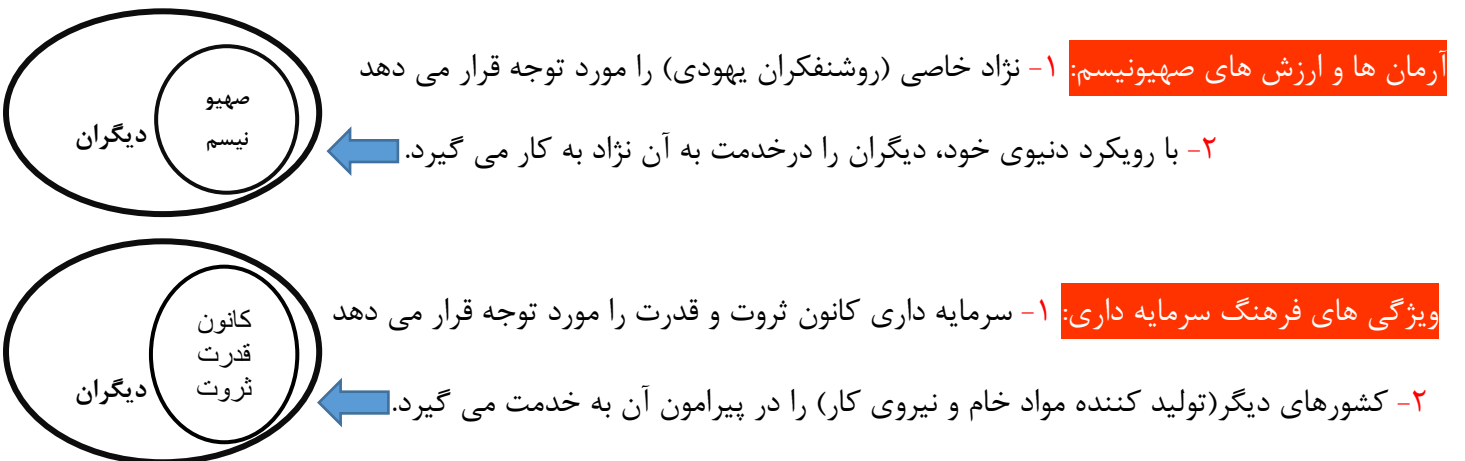 آرمان ها و ارزش های صهیونیسم: ۱- نژاد خاصی (روشنفکران یهودی) را مورد توجه قرار می دهد
صهیو
نیسم
دیگران
۲- با رویکرد دنیوی خود، دیگران را درخدمت به آن نژاد به کار می گیرد.
ویژگی های فرهنگ سرمایه داری: ۱- سرمایه داری کانون ثروت و قدرت را مورد توجه قرار می دهد
کانون
قدرت
ثروت
دیگران
۲- کشورهای دیگر(تولید کننده مواد خام و نیروی کار) را در پیرامون آن به خدمت می گیرد.